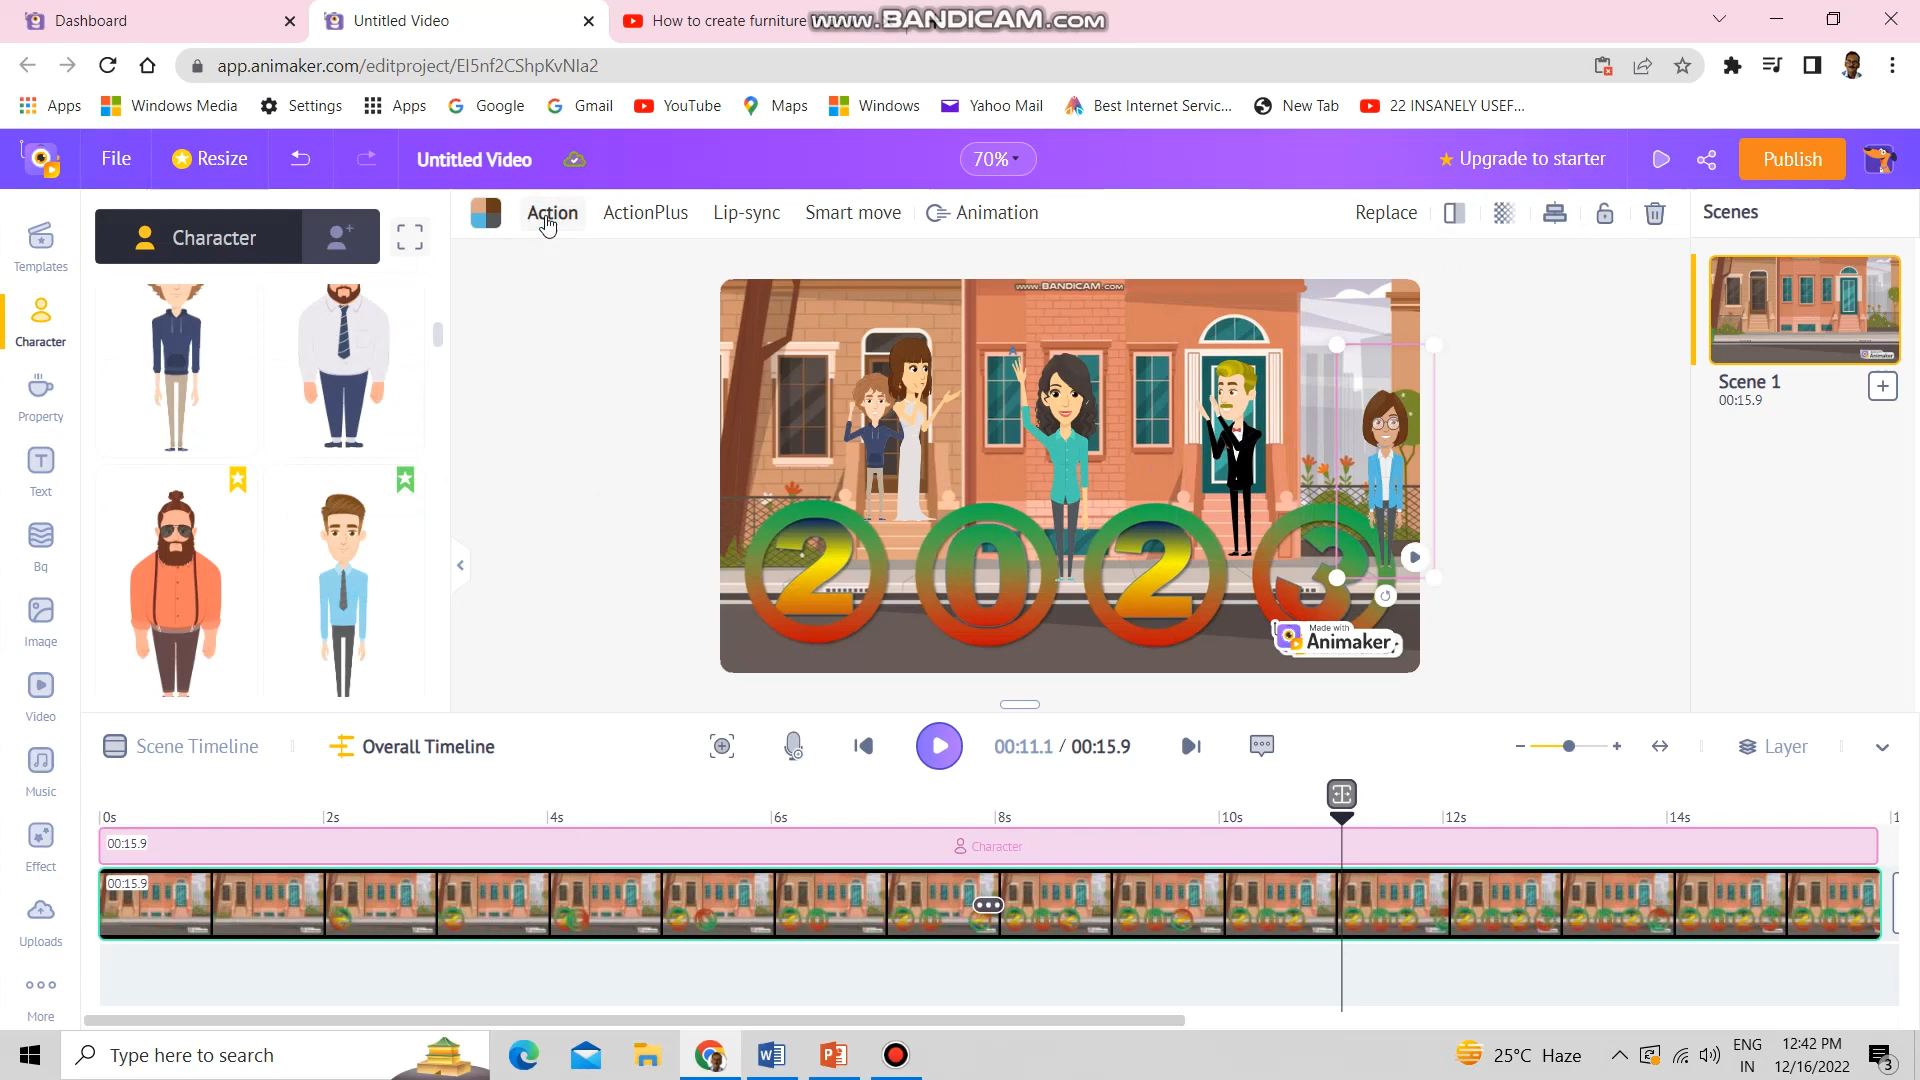 Dashboard
Untitled Video
How to create furniture
www.BANDICAM.com
app.animaker.com/editproject/EI5nf2CShpKvNIa2
Apps
Windows Media
Settings
Apps
Google
Gmail
YouTube
Maps
Windows
Yahoo Mail
Best Internet Servic...
New Tab
22 INSANELY USEF...
File
Resize
Untitled Video
70%
Upgrade to starter
Publish
Templates
Character
Property
Text
Bg
Image
Video
Music
Effect
Uploads
More
Character
Action
ActionPlus
Lip-sync
Smart move
Animation
Replace
www.BANDICAM.com
2023
Made with
Animaker
Scenes
Scene 1
00:15.9
Scene Timeline
Overall Timeline
00:11.1 / 00:15.9
Layer
0s
2s
4s
6s
8s
10s
12s
14s
00:15.9
Character
00:15.9
Type here to search
25°C Haze
ENG
IN
12:42 PM
12/16/2022
3